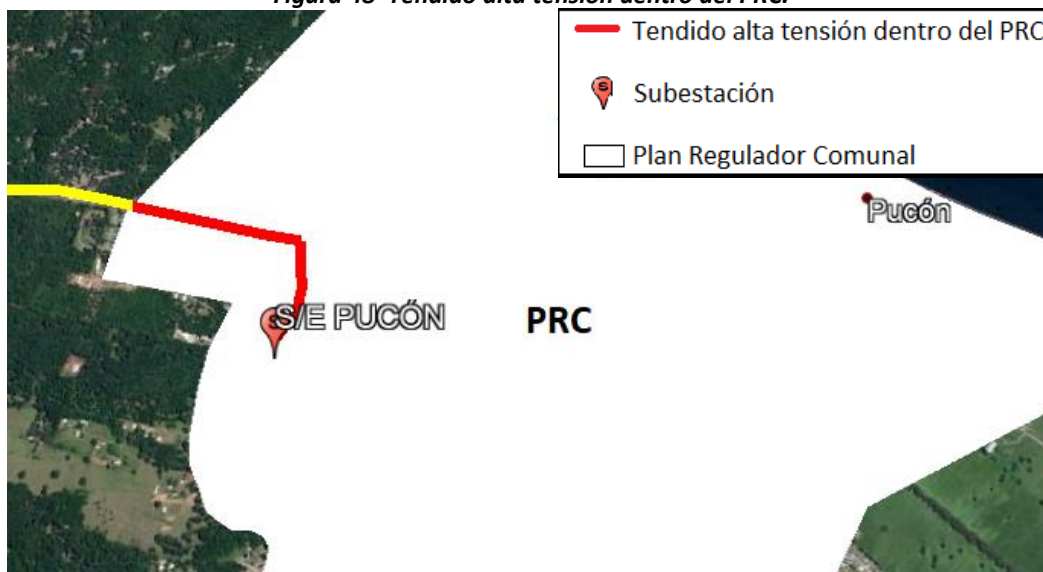 Tendido alta tensión dentro del PRC
S
Subestación
Plan Regulador Comunal
Pucón
S/E PUCÓN
S
PRC